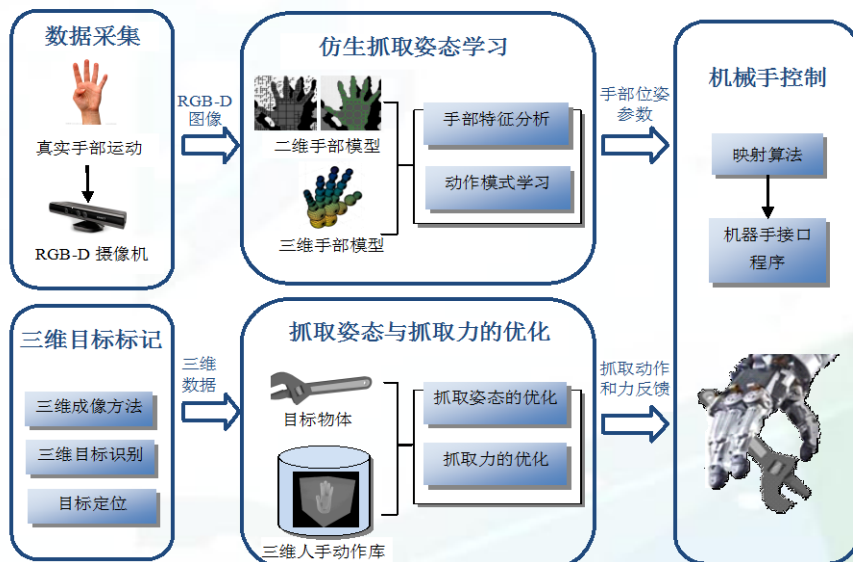 数据采集
真实手部运动
RGB-D 摄像机
RGB-D
图像
仿生抓取姿态学习
二维手部模型
三维手部模型
手部特征分析
动作模式学习
手部位姿
参数
机械手控制
映射算法
机器手接口
程序
三维目标标记
三维成像方法
三维目标识别
目标定位
三维
数据
抓取姿态与抓取力的优化
目标物体
三维人手动作库
抓取姿态的优化
抓取力的优化
抓取动作
和力反馈